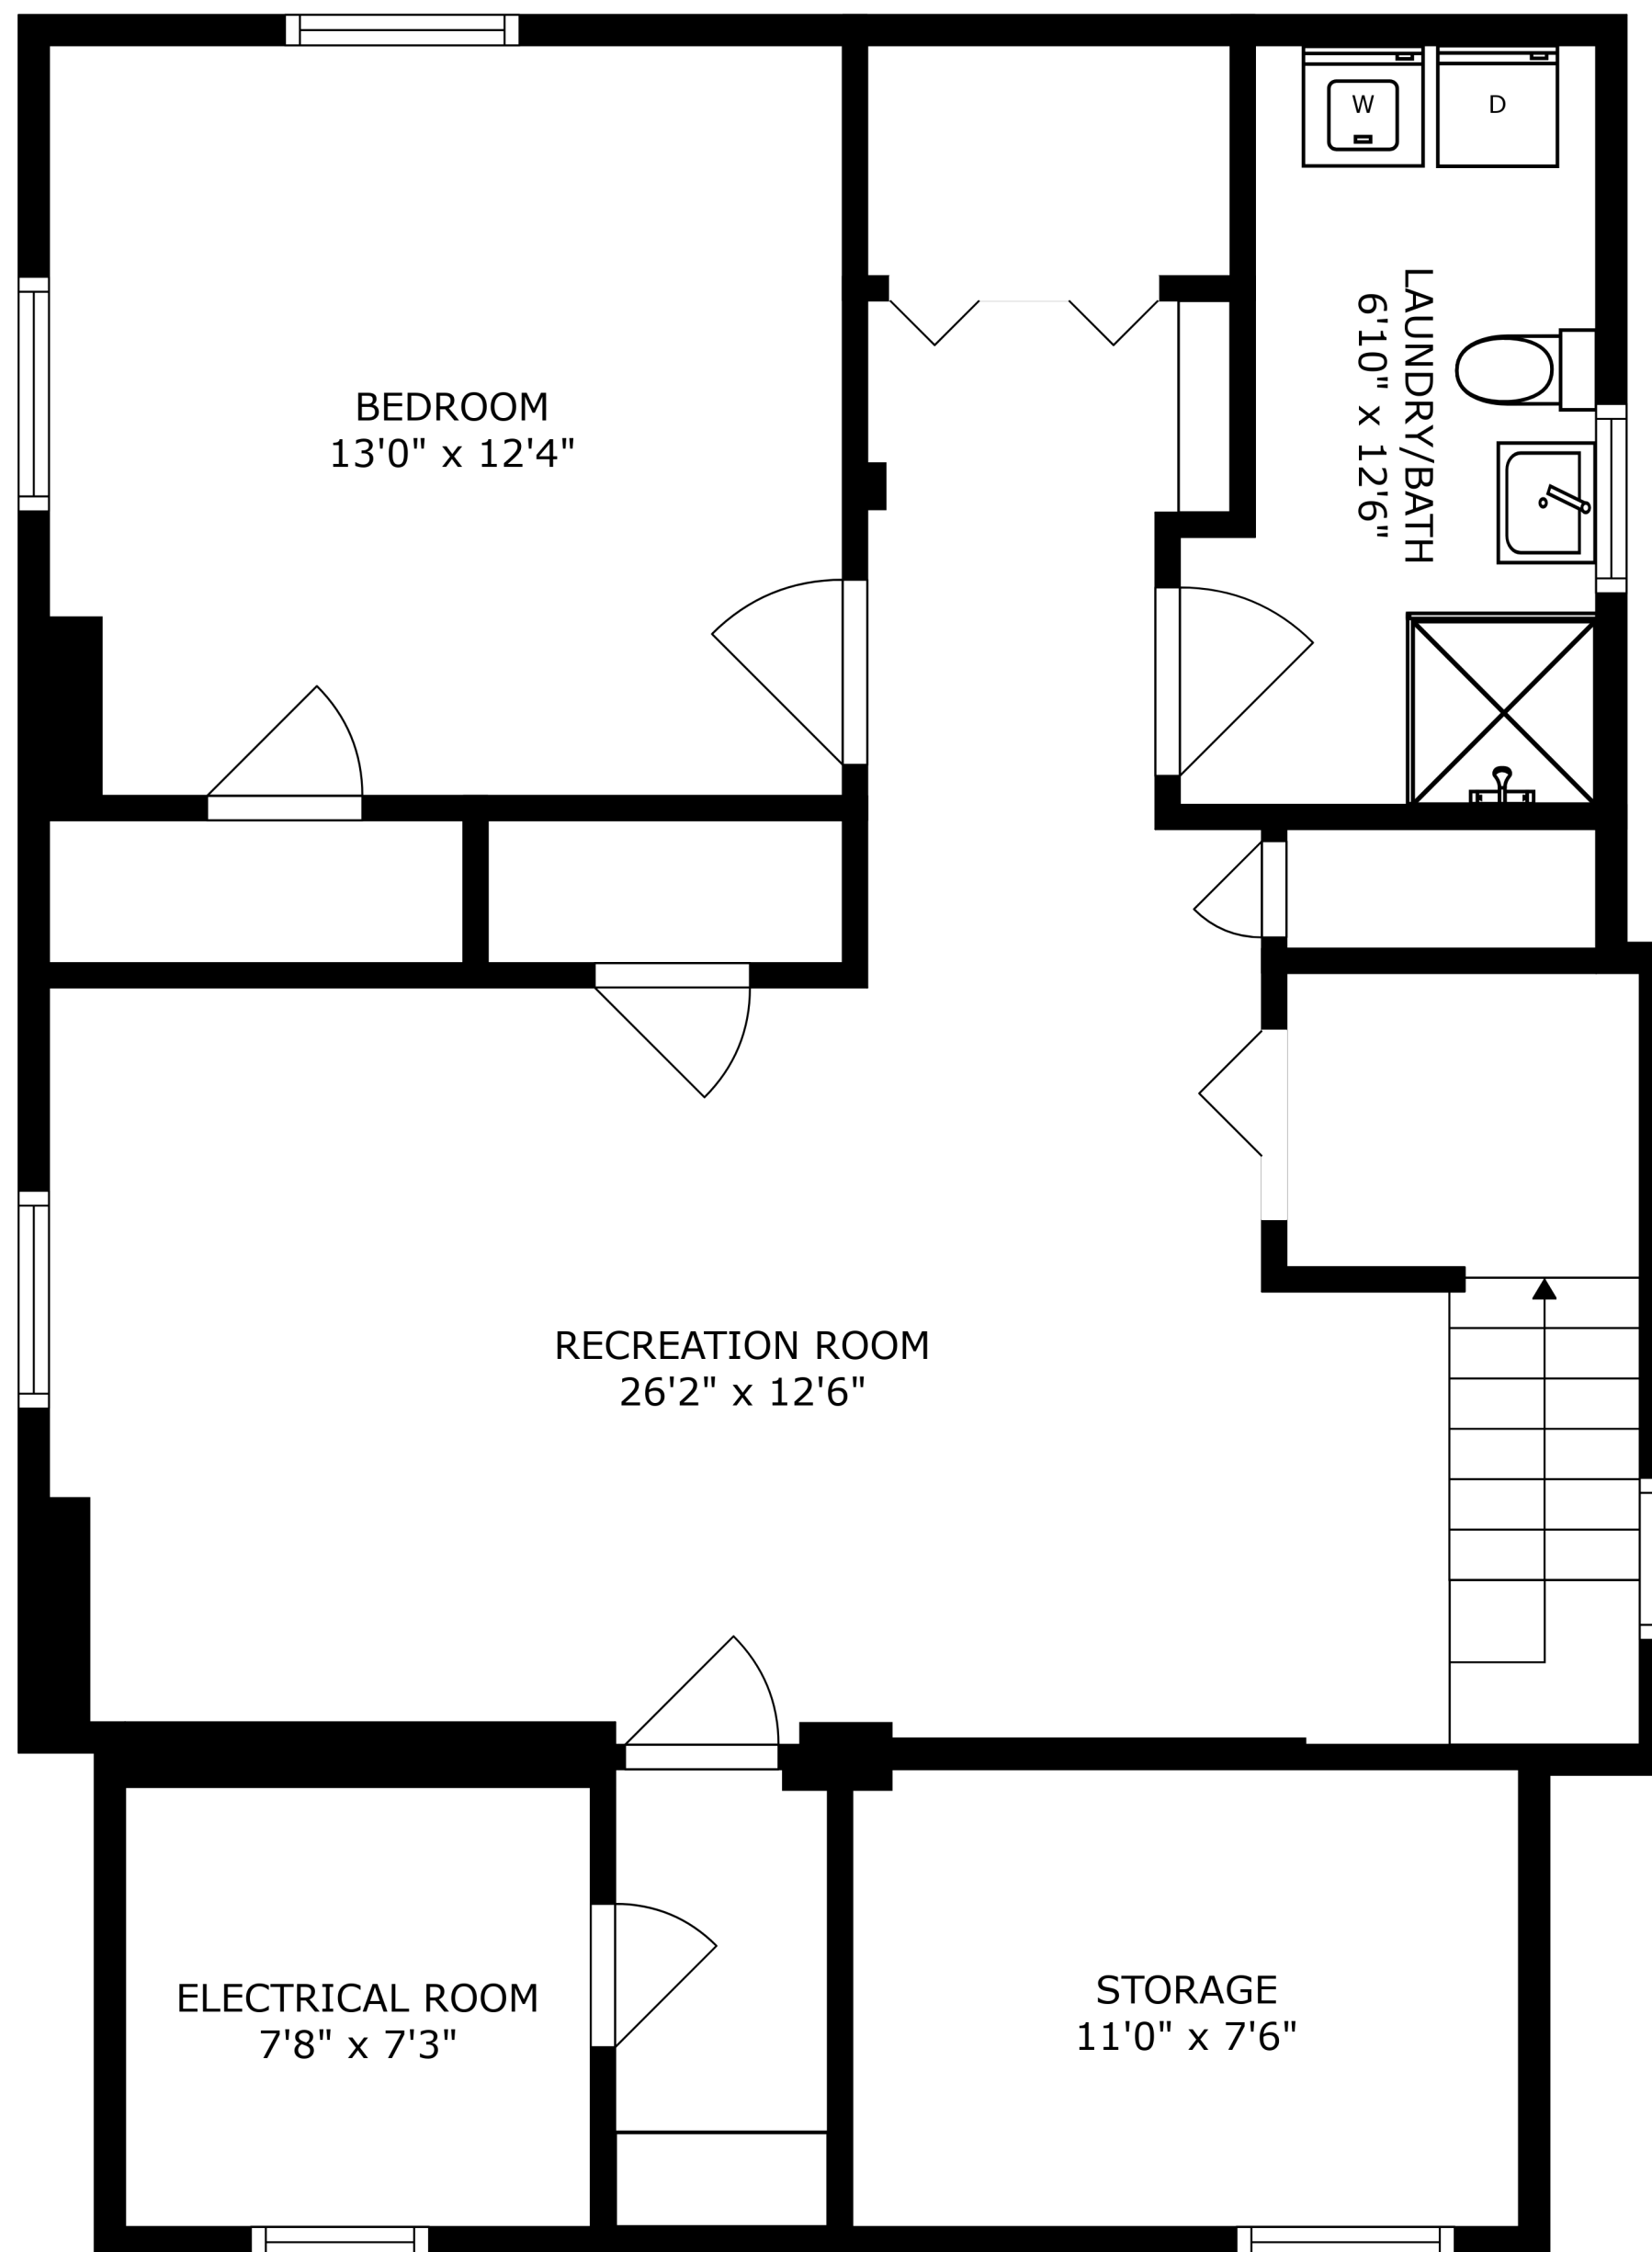 W
D
LAUNDRY/BATH
6'10" x 12'6"
BEDROOM
13'0" x 12'4"
RECREATION ROOM
26'2" x 12'6"
ELECTRICAL ROOM
7'8" x 7'3"
STORAGE
11'0" x 7'6"